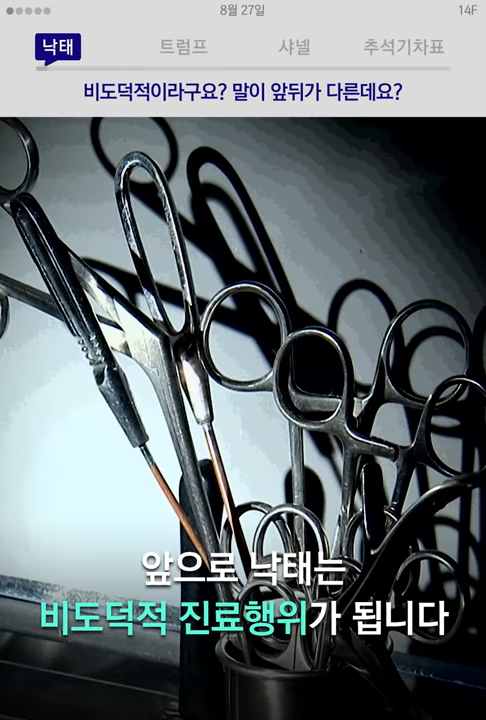 8월 27일
14F
낙태
트럼프
샤넬
추석기차표
비도덕적이라구요? 말이 앞뒤가 다른데요?
앞으로 낙태는
비도덕적 진료행위가 됩니다